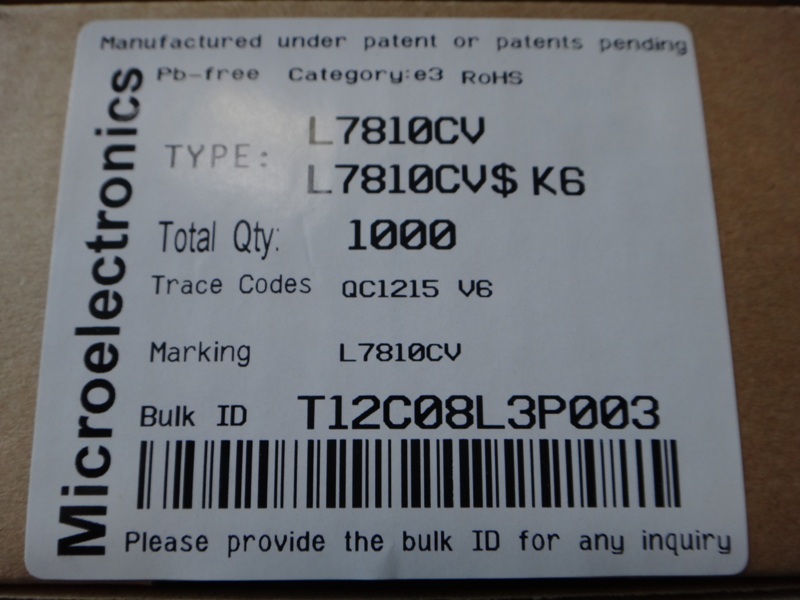 Manufactured under patent or patents pending
Pb-free Category:e3 RoHS
Microelectronics
TYPE: L7810CV
L7810CV$ K6
Total Qty: 1000
Trace Codes QC1215 V6
Marking L7810CV
Bulk ID T12C08L3P003
Please provide the bulk ID for any inquiry